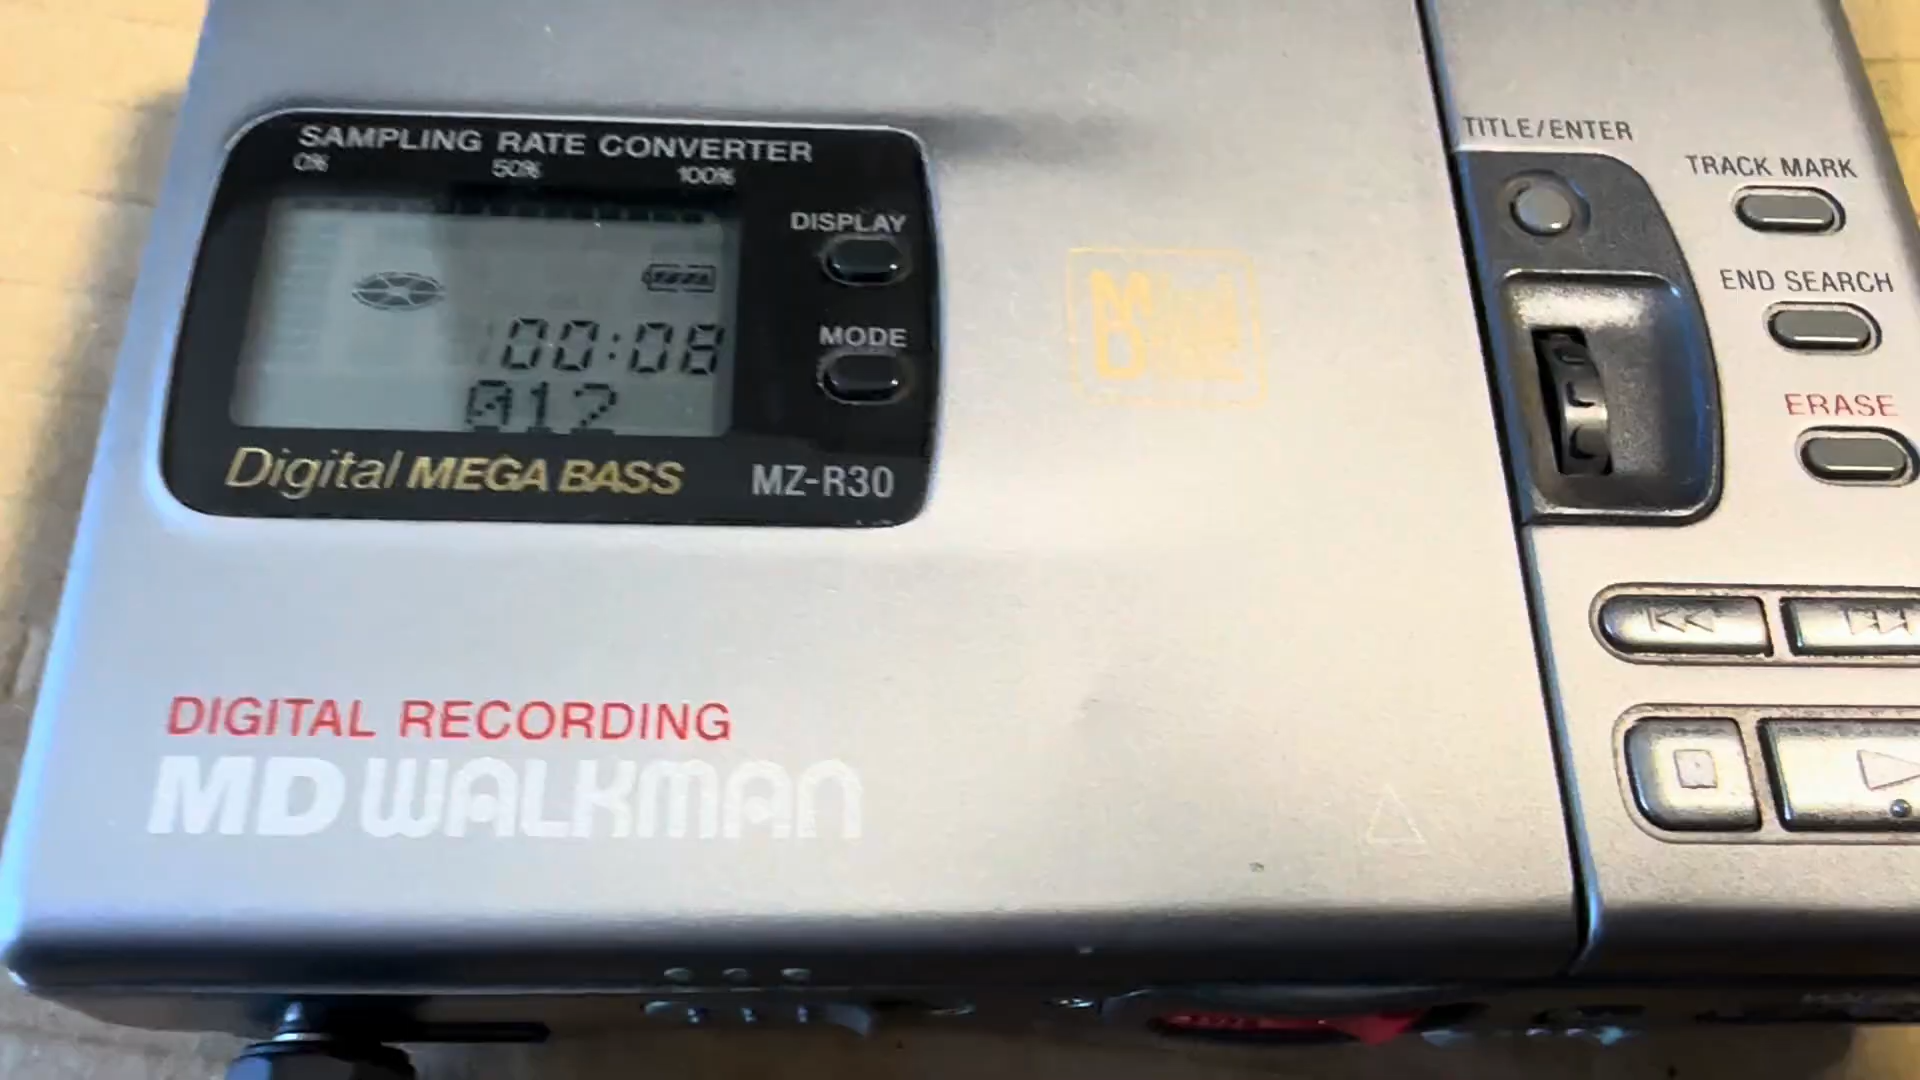 SAMPLING RATE CONVERTER
0% 50% 100%
DISPLAY
00:08
MODE
012
Digital MEGA BASS MZ-R30
TITLE/ENTER
TRACK MARK
END SEARCH
ERASE
DIGITAL RECORDING
MD WALKMAN